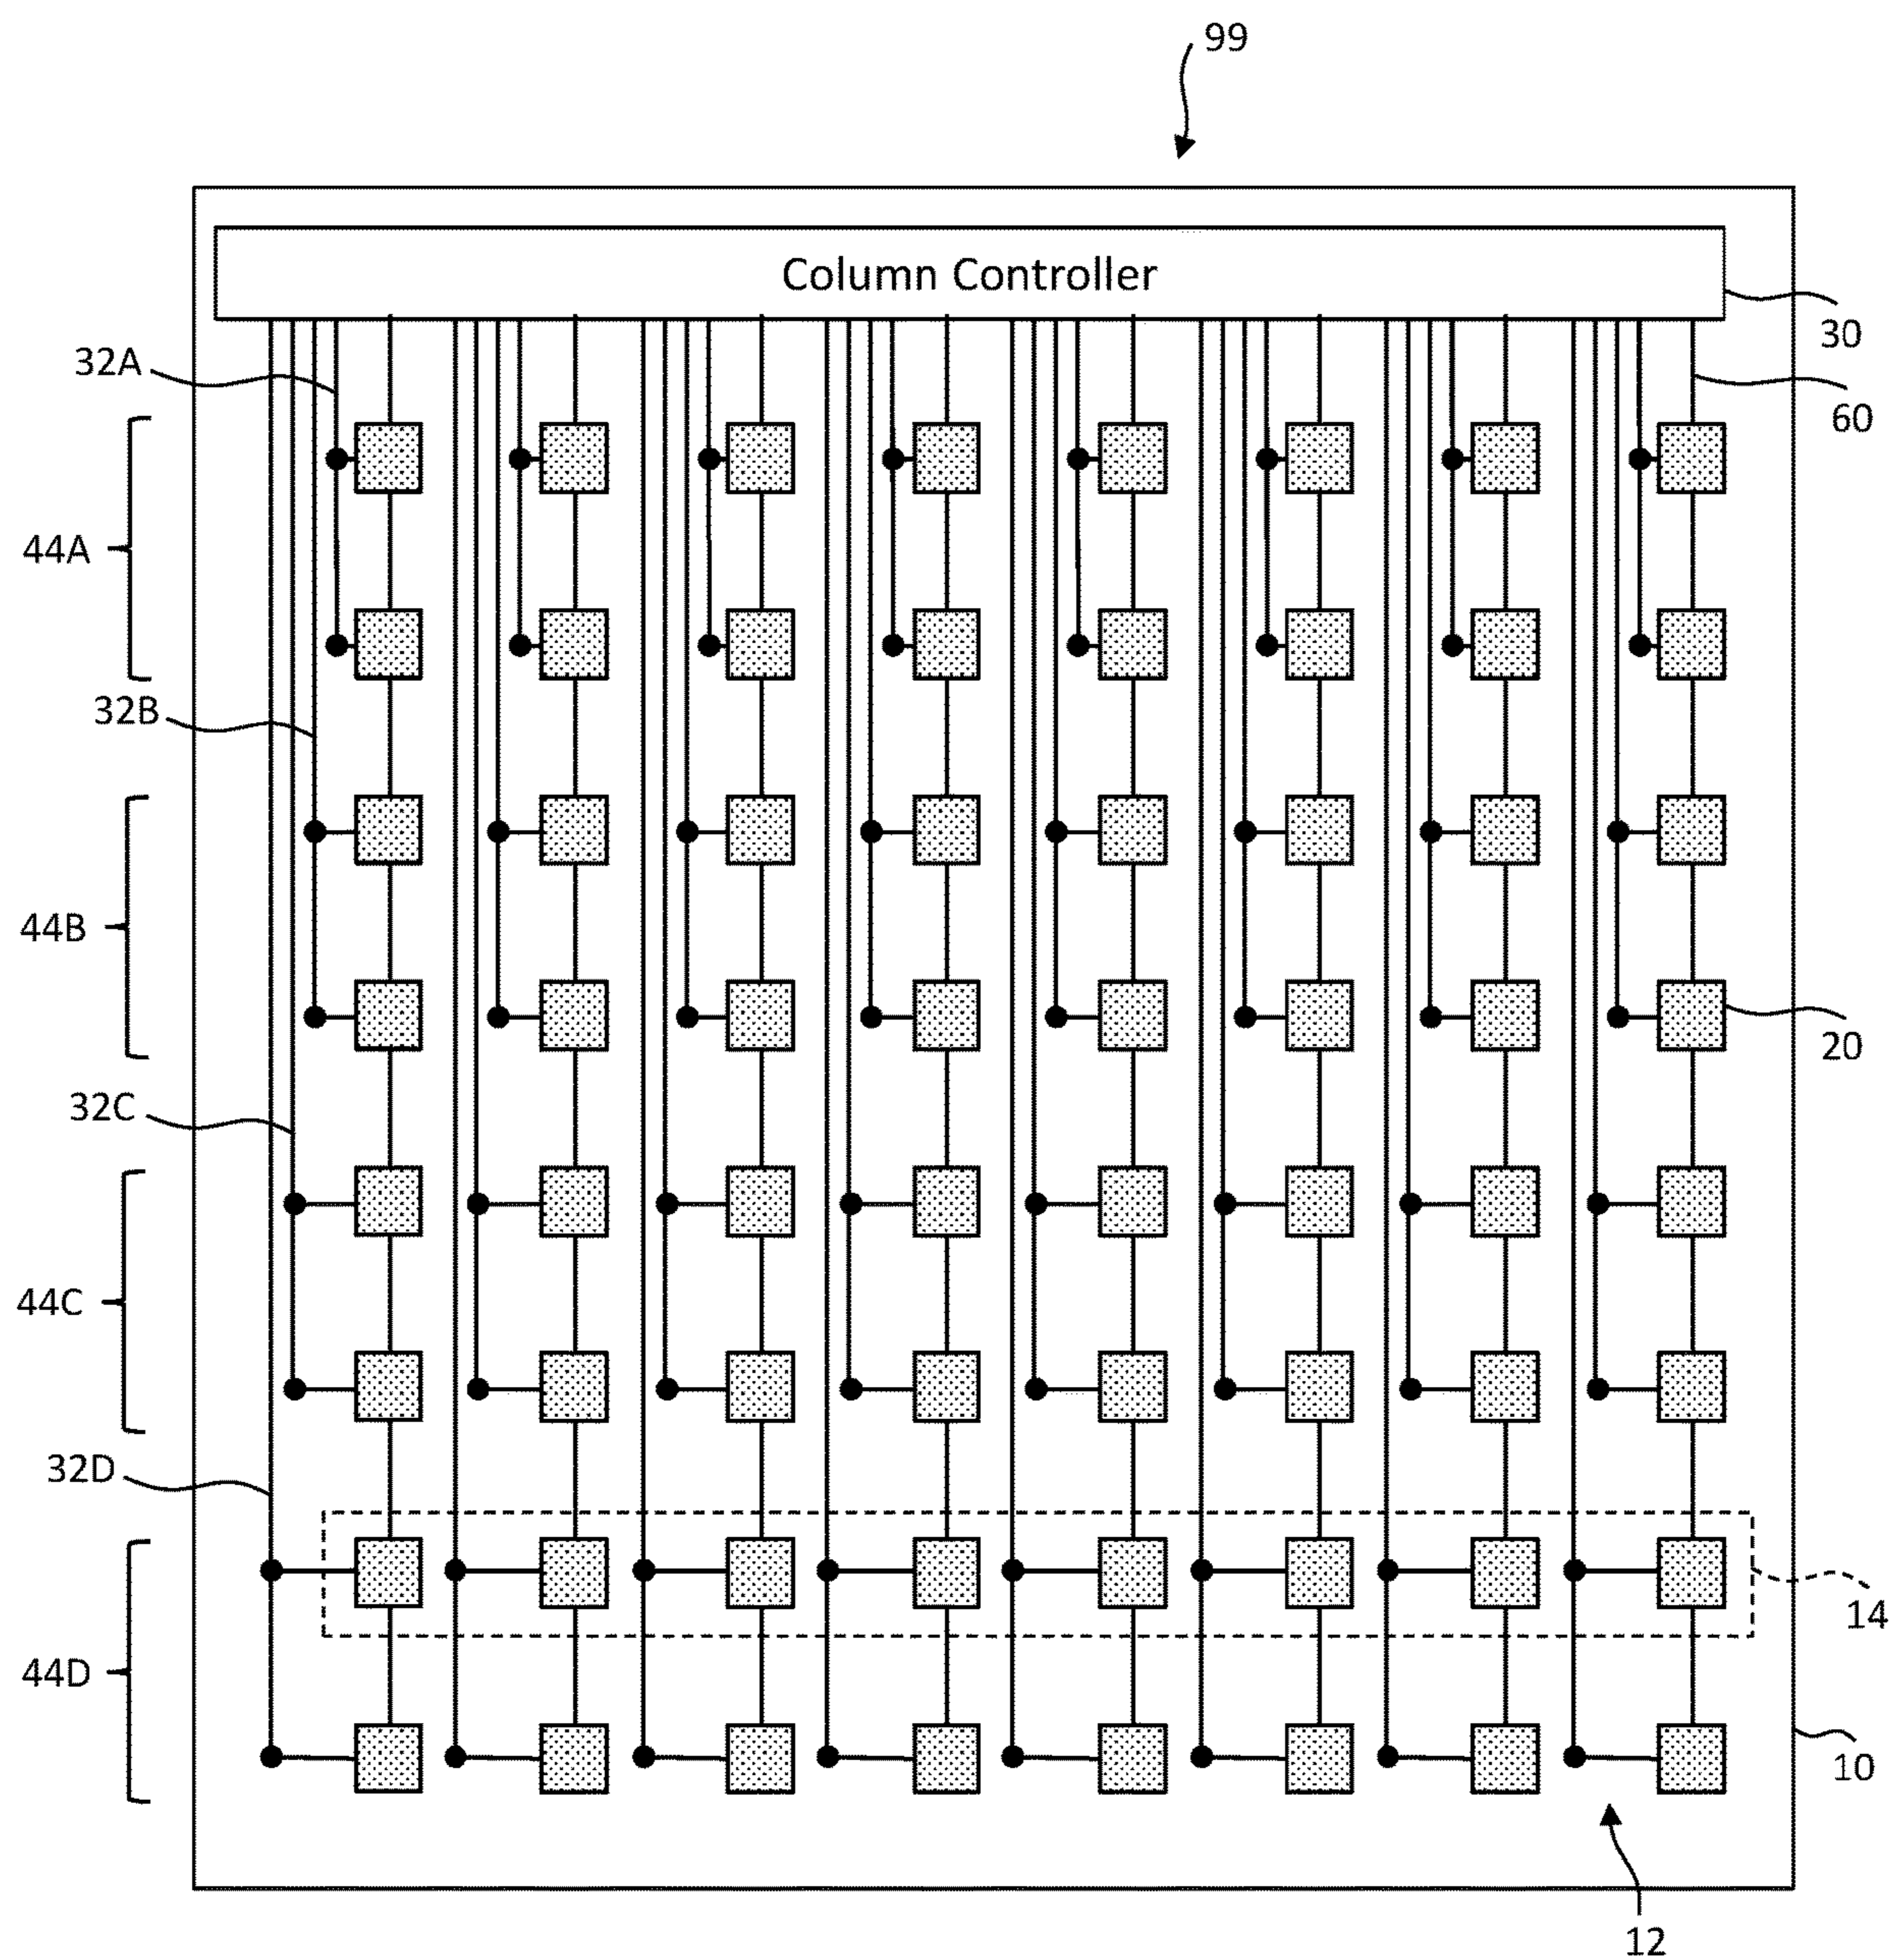 99
Column Controller
30
32A
60
44A
32B
44B
20
32C
44C
32D
14
44D
10
12